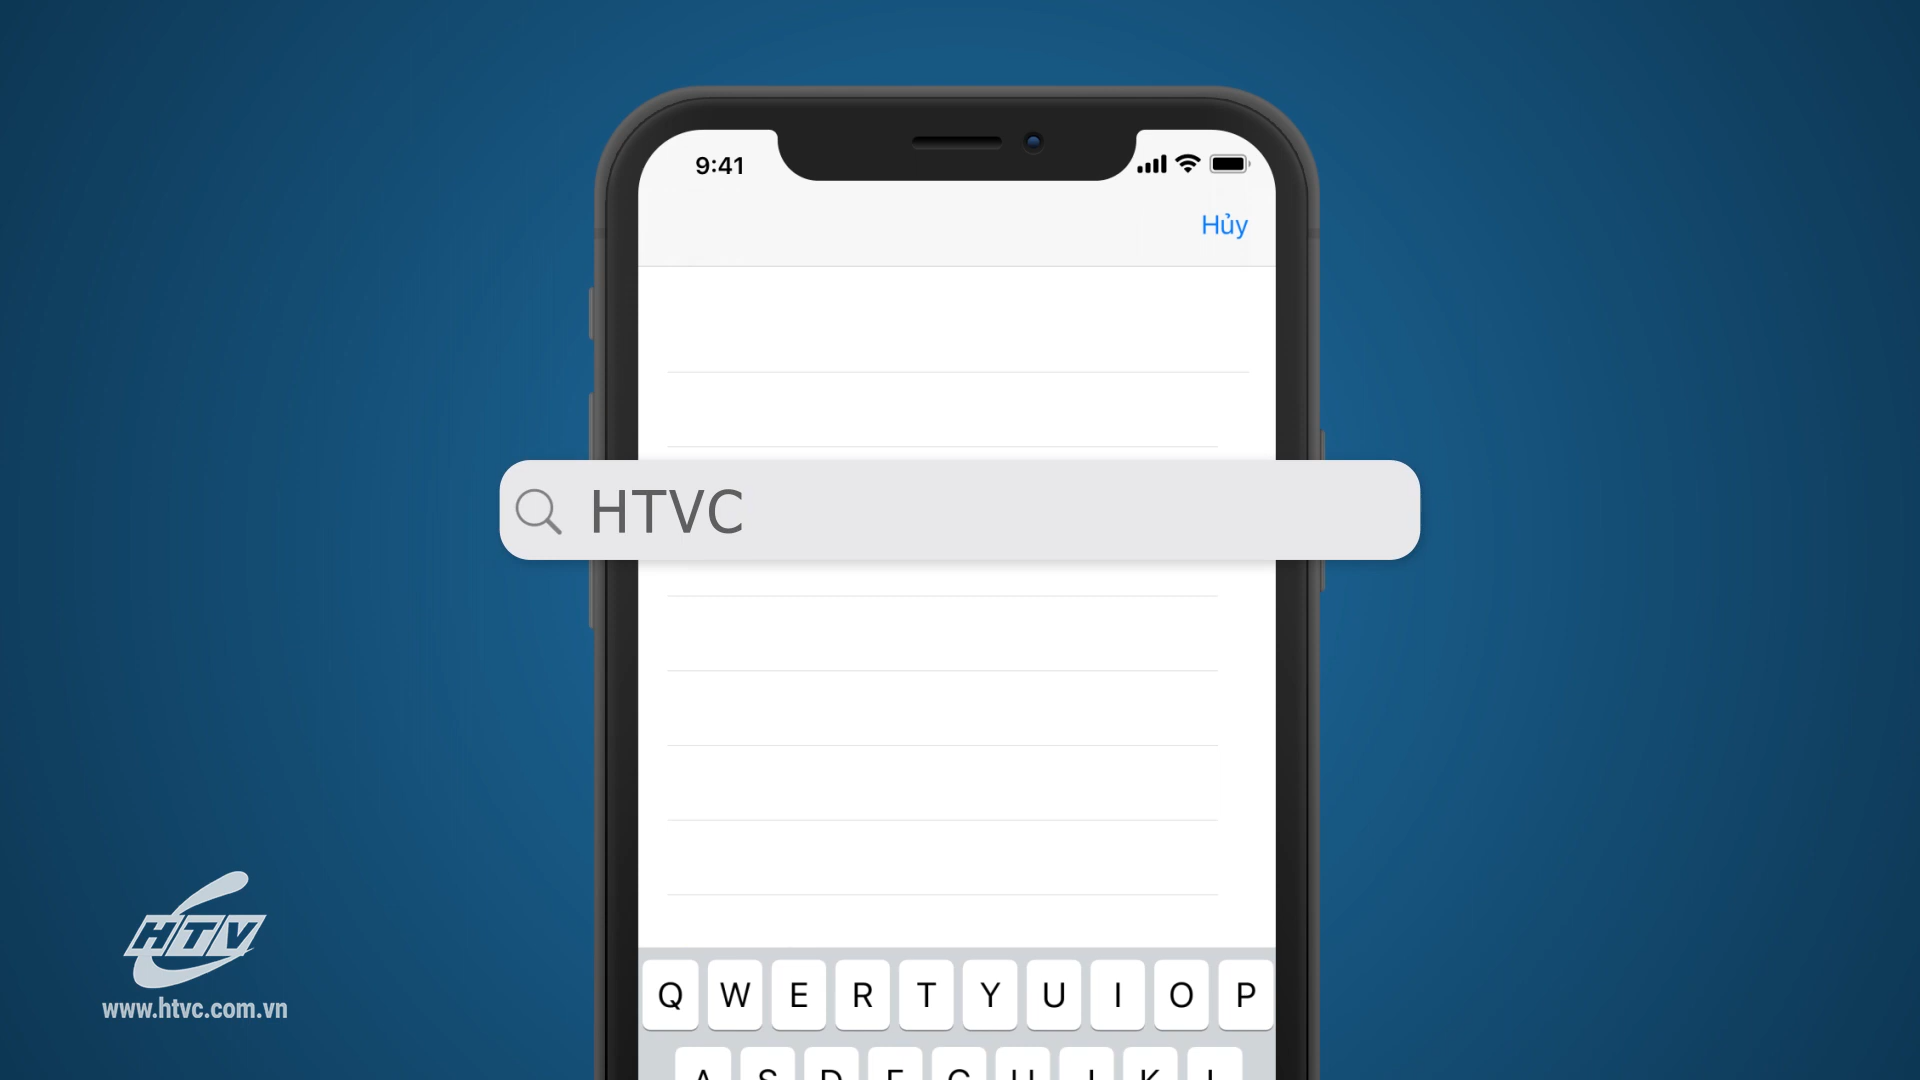 9:41
Hủy
HTVC
HTV
www.htvc.com.vn
Q W E R T Y U I O P
A S D F G H J K L